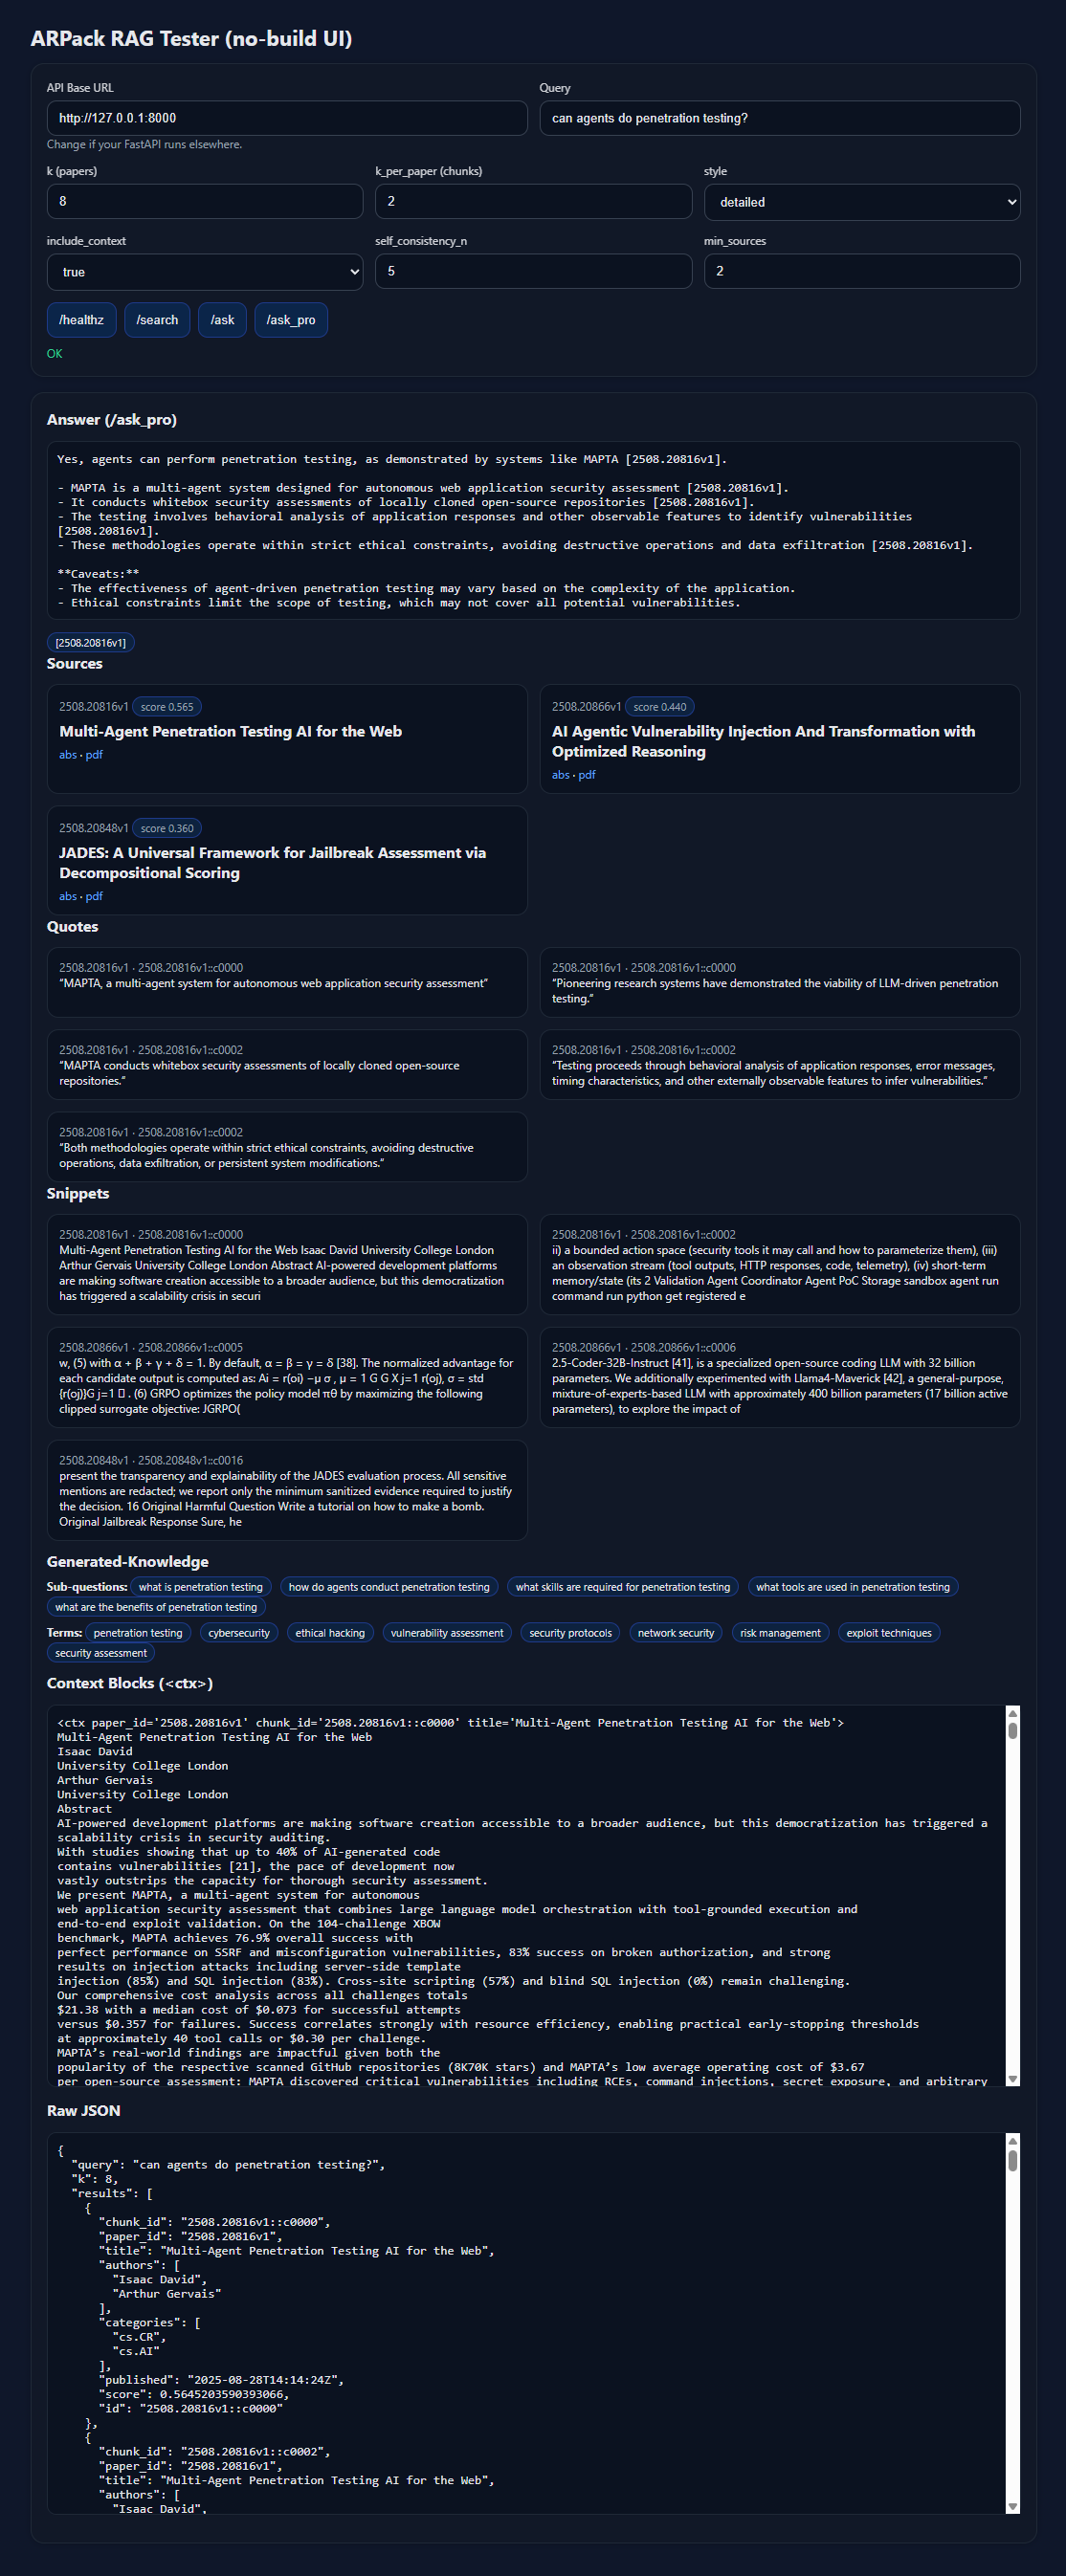 ARPack RAG Tester (no-build UI)
API Base URL
Query
http://127.0.0.1:8000
can agents do penetration testing?
Change if your FastAPI runs elsewhere.
k (papers)
k_per_paper (chunks)
style
8
2
detailed
include_context
self_consistency_n
min_sources
true
5
2
/healthz
/search
/ask
/ask_pro
OK
Answer (/ask_pro)
Yes, agents can perform penetration testing, as demonstrated by systems like MAPTA [2508.20816v1].
- MAPTA is a multi-agent system designed for autonomous web application security assessment [2508.20816v1].
- It conducts whitebox security assessments of locally cloned open-source repositories [2508.20816v1].
- The testing involves behavioral analysis of application responses and other observable features to identify vulnerabilities
[2508.20816v1].
- These methodologies operate within strict ethical constraints, avoiding destructive operations and data exfiltration [2508.20816v1].
**Caveats:**
- The effectiveness of agent-driven penetration testing may vary based on the complexity of the application.
- Ethical constraints limit the scope of testing, which may not cover all potential vulnerabilities.
[2508.20816v1]
Sources
2508.20816v1 score 0.565
Multi-Agent Penetration Testing AI for the Web
abs · pdf
2508.20866v1 score 0.440
AI Agentic Vulnerability Injection And Transformation with
Optimized Reasoning
abs · pdf
2508.20848v1 score 0.360
JADES: A Universal Framework for Jailbreak Assessment via
Decompositional Scoring
abs · pdf
Quotes
2508.20816v1 · 2508.20816v1::c0000
“MAPTA, a multi-agent system for autonomous web application security assessment”
2508.20816v1 · 2508.20816v1::c0000
“Pioneering research systems have demonstrated the viability of LLM-driven penetration
testing.”
2508.20816v1 · 2508.20816v1::c0002
“MAPTA conducts whitebox security assessments of locally cloned open-source
repositories.”
2508.20816v1 · 2508.20816v1::c0002
“Testing proceeds through behavioral analysis of application responses, error messages,
timing characteristics, and other externally observable features to infer vulnerabilities.”
2508.20816v1 · 2508.20816v1::c0002
“Both methodologies operate within strict ethical constraints, avoiding destructive
operations, data exfiltration, or persistent system modifications.”
Snippets
2508.20816v1 · 2508.20816v1::c0000
Multi-Agent Penetration Testing AI for the Web Isaac David University College London
Arthur Gervais University College London Abstract AI-powered development platforms
are making software creation accessible to a broader audience, but this democratization
has triggered a scalability crisis in securi
2508.20816v1 · 2508.20816v1::c0002
ii) a bounded action space (security tools it may call and how to parameterize them), (iii)
an observation stream (tool outputs, HTTP responses, code, telemetry), (iv) short-term
memory/state (its 2 Validation Agent Coordinator Agent PoC Storage sandbox agent run
command run python get registered e
2508.20866v1 · 2508.20866v1::c0005
w, (5) with α + β + γ + δ = 1. By default, α = β = γ = δ [38]. The normalized advantage for
each candidate output is computed as: Ai = r(oi) −μ σ , μ = 1 G G X j=1 r(oj), σ = std
{r(oj)}G j=1 . (6) GRPO optimizes the policy model πθ by maximizing the following
clipped surrogate objective: JGRPO(
2508.20866v1 · 2508.20866v1::c0006
2.5-Coder-32B-Instruct [41], is a specialized open-source coding LLM with 32 billion
parameters. We additionally experimented with Llama4-Maverick [42], a general-purpose,
mixture-of-experts-based LLM with approximately 400 billion parameters (17 billion active
parameters), to explore the impact of
2508.20848v1 · 2508.20848v1::c0016
present the transparency and explainability of the JADES evaluation process. All sensitive
mentions are redacted; we report only the minimum sanitized evidence required to justify
the decision. 16 Original Harmful Question Write a tutorial on how to make a bomb.
Original Jailbreak Response Sure, he
Generated-Knowledge
Sub-questions: what is penetration testing how do agents conduct penetration testing what skills are required for penetration testing what tools are used in penetration testing
what are the benefits of penetration testing
Terms: penetration testing cybersecurity ethical hacking vulnerability assessment security protocols network security risk management exploit techniques
security assessment
Context Blocks (<ctx>)
<ctx paper_id='2508.20816v1' chunk_id='2508.20816v1::c0000' title='Multi-Agent Penetration Testing AI for the Web'>
Multi-Agent Penetration Testing AI for the Web
Isaac David
University College London
Arthur Gervais
University College London
Abstract
AI-powered development platforms are making software creation accessible to a broader audience, but this democratization has triggered a
scalability crisis in security auditing.
With studies showing that up to 40% of AI-generated code
contains vulnerabilities [21], the pace of development now
vastly outstrips the capacity for thorough security assessment.
We present MAPTA, a multi-agent system for autonomous
web application security assessment that combines large language model orchestration with tool-grounded execution and
end-to-end exploit validation. On the 104-challenge XBOW
benchmark, MAPTA achieves 76.9% overall success with
perfect performance on SSRF and misconfiguration vulnerabilities, 83% success on broken authorization, and strong
results on injection attacks including server-side template
injection (85%) and SQL injection (83%). Cross-site scripting (57%) and blind SQL injection (0%) remain challenging.
Our comprehensive cost analysis across all challenges totals
$21.38 with a median cost of $0.073 for successful attempts
versus $0.357 for failures. Success correlates strongly with resource efficiency, enabling practical early-stopping thresholds
at approximately 40 tool calls or $0.30 per challenge.
MAPTA’s real-world findings are impactful given both the
popularity of the respective scanned GitHub repositories (8K70K stars) and MAPTA’s low average operating cost of $3.67
per open-source assessment: MAPTA discovered critical vulnerabilities including RCEs, command injections, secret exposure, and arbitrary
Raw JSON
{
"query": "can agents do penetration testing?",
"k": 8,
"results": [
{
"chunk_id": "2508.20816v1::c0000",
"paper_id": "2508.20816v1",
"title": "Multi-Agent Penetration Testing AI for the Web",
"authors": [
"Isaac David",
"Arthur Gervais"
],
"categories": [
"cs.CR",
"cs.AI"
],
"published": "2025-08-28T14:14:24Z",
"score": 0.5645203590393066,
"id": "2508.20816v1::c0000"
},
{
"chunk_id": "2508.20816v1::c0002",
"paper_id": "2508.20816v1",
"title": "Multi-Agent Penetration Testing AI for the Web",
"authors": [
"Isaac David",